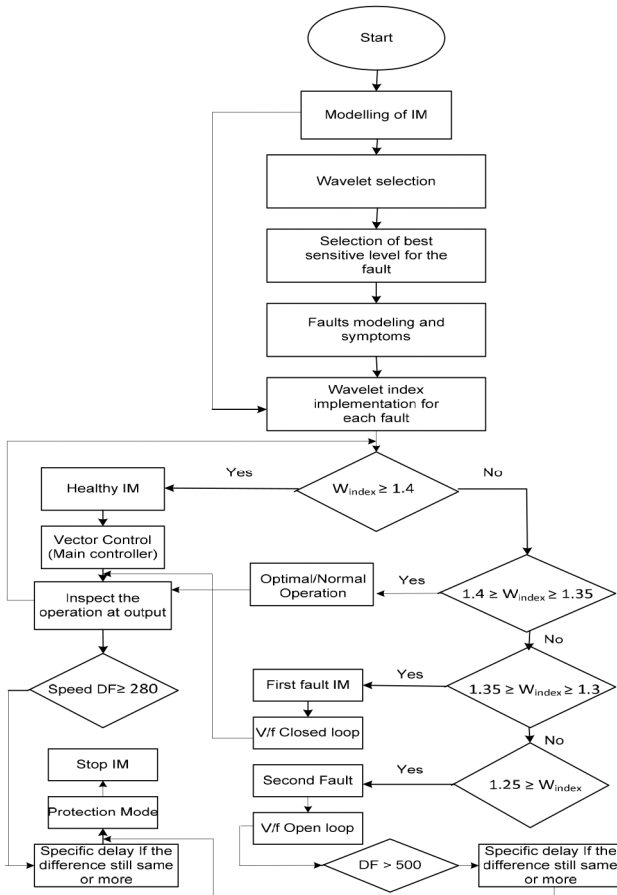 Start
Modelling of IM
Wavelet selection
Selection of best
sensitive level for the
fault
Faults modeling and
symptoms
Wavelet index
implementation for
each fault
W_index ≥ 1.4
Yes
No
Healthy IM
Vector Control
(Main controller)
Inspect the
operation at output
Optimal/Normal
Operation
Yes
1.4 ≥ W_index ≥ 1.35
No
Speed DF≥ 280
First fault IM
Yes
1.35 ≥ W_index ≥ 1.3
V/f Closed loop
No
Stop IM
Second Fault
Yes
1.25 ≥ W_index
Protection Mode
V/f Open loop
Specific delay If the
difference still same
or more
DF > 500
Specific delay If the
difference still same
or more